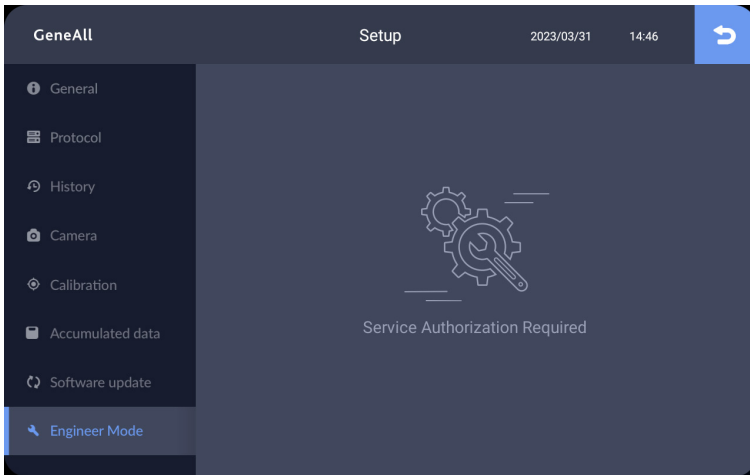 GeneAll
Setup
2023/03/31
14:46
General
Protocol
History
Camera
Calibration
Accumulated data
Software update
Engineer Mode
Service Authorization Required